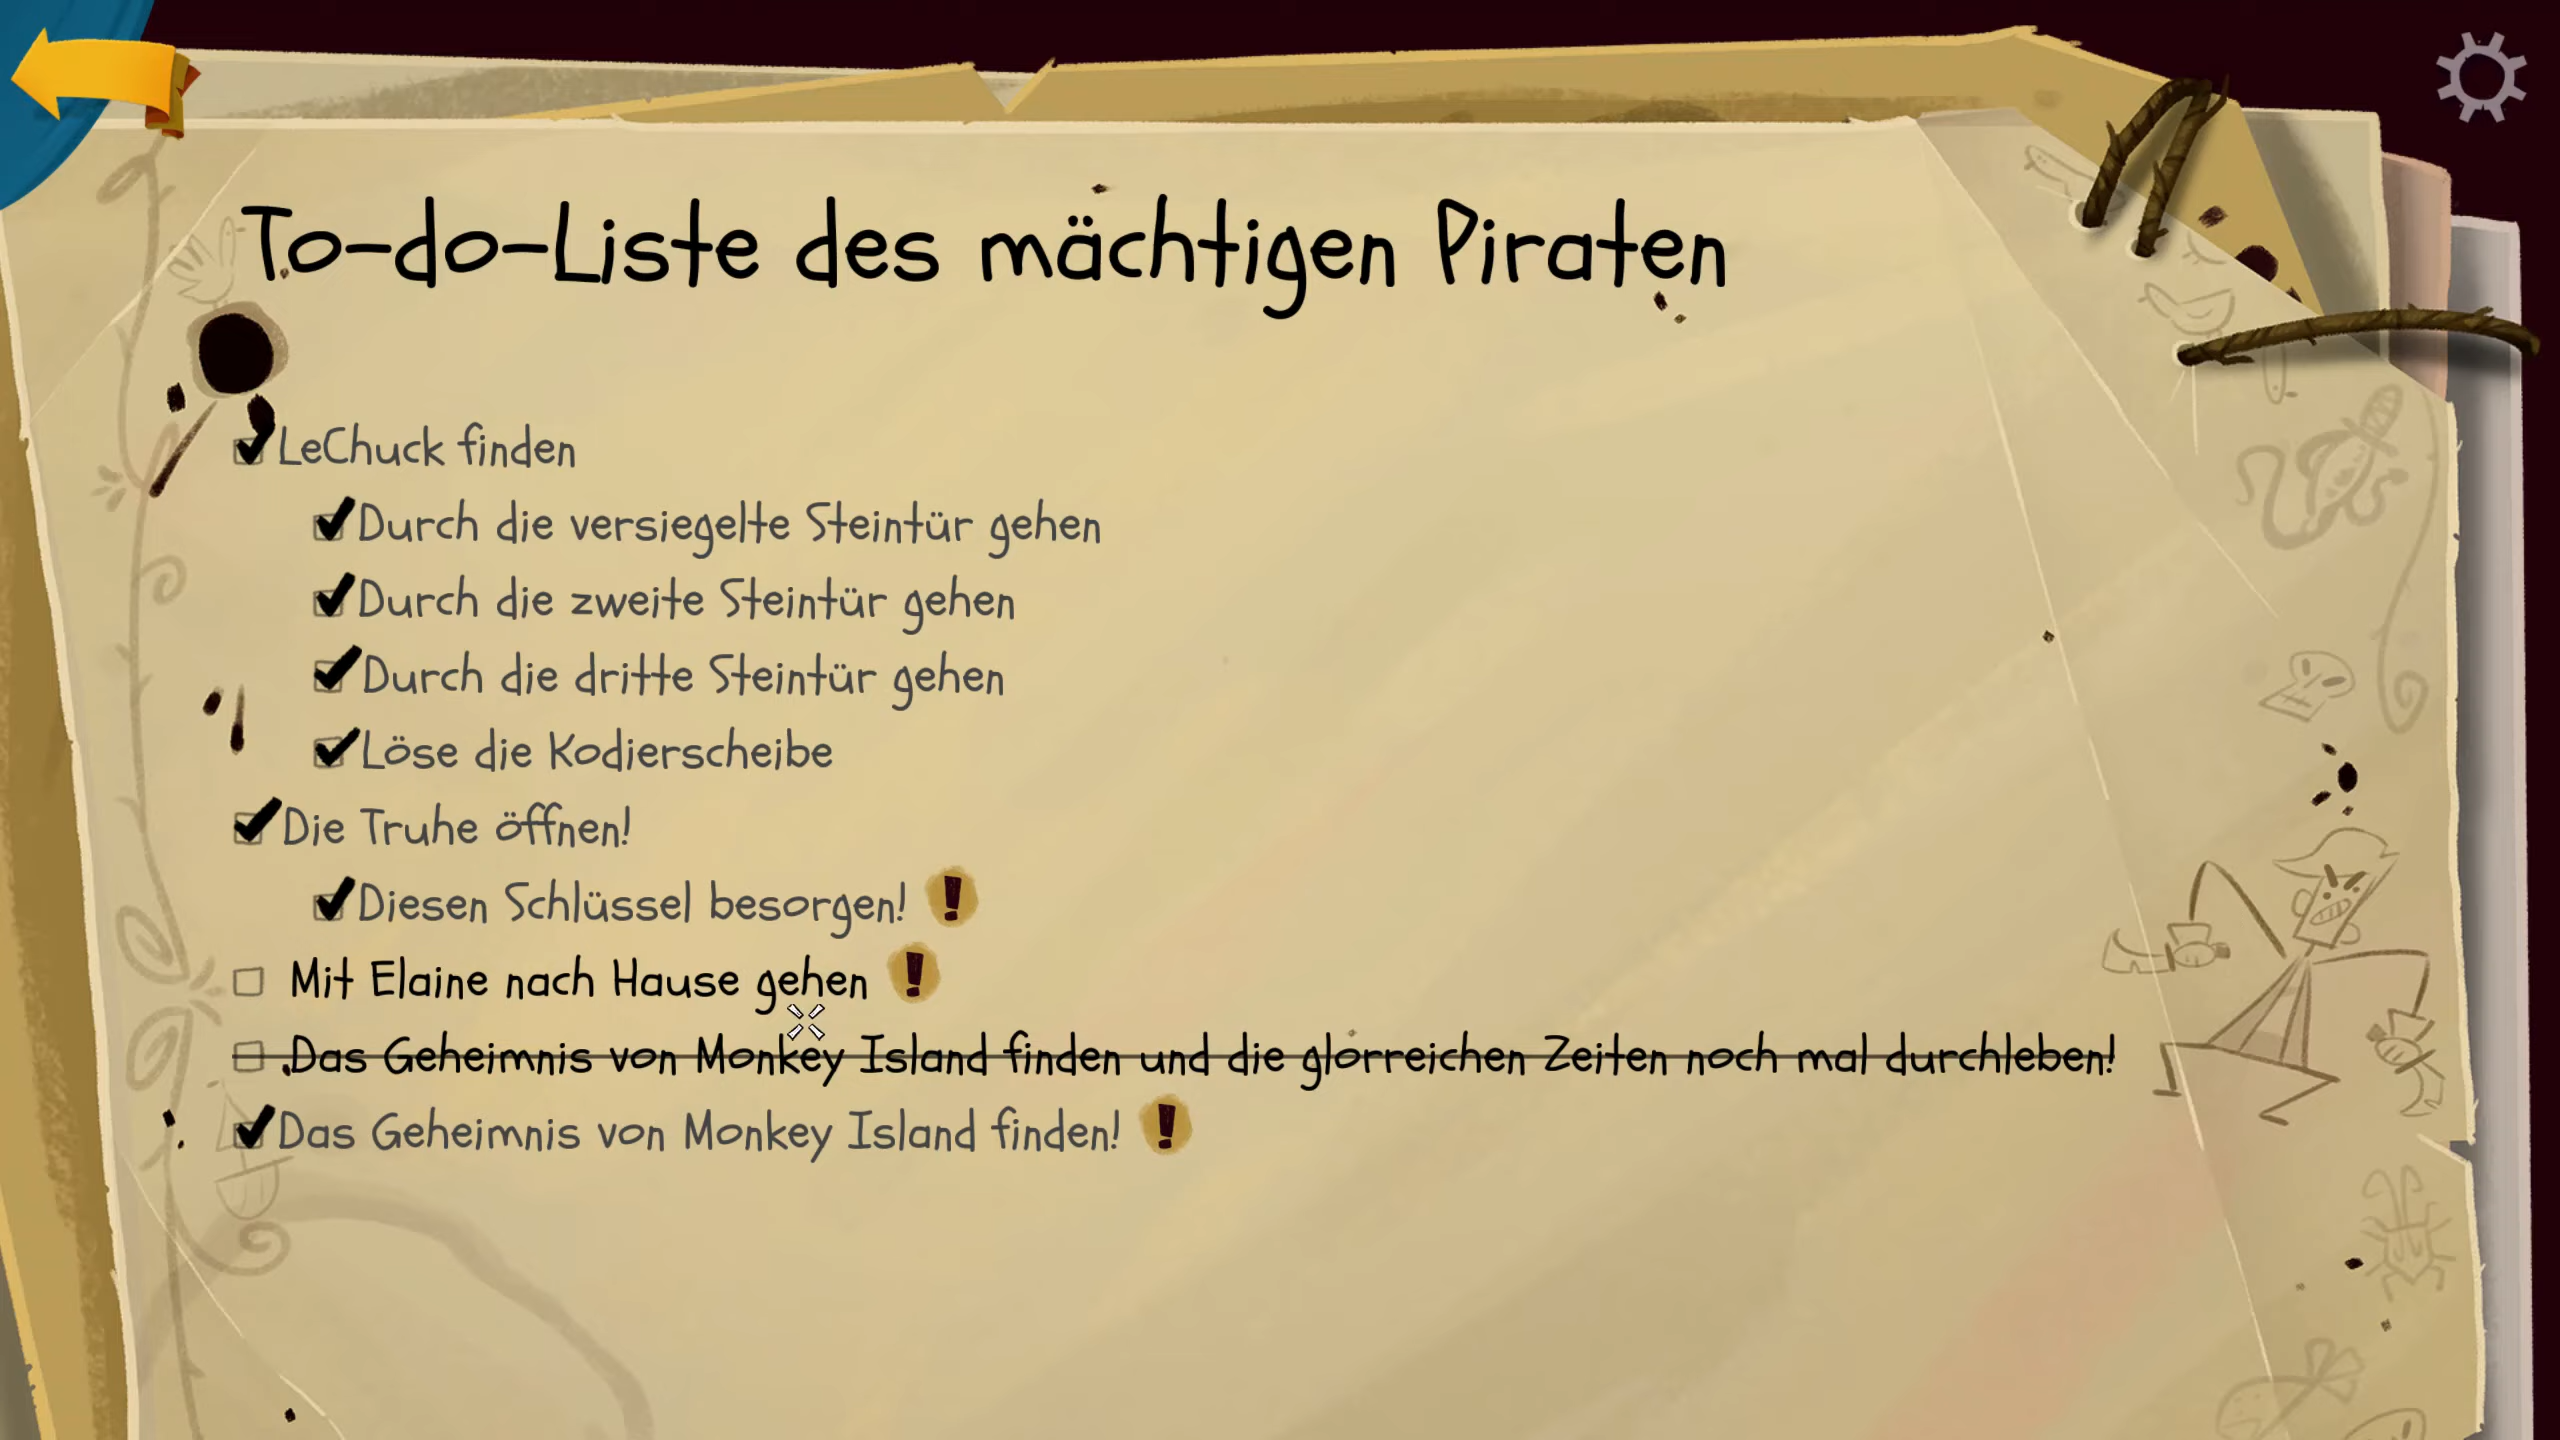 To-do-Liste des mächtigen Piraten
LeChuck finden
Durch die versiegelte Steintür gehen
Durch die zweite Steintür gehen
Durch die dritte Steintür gehen
Löse die Kodierscheibe
Die Truhe öffnen!
Diesen Schlüssel besorgen! !
Mit Elaine nach Hause gehen !
Das Geheimnis von Monkey Island finden und die glorreichen Zeiten noch mal durchleben!
Das Geheimnis von Monkey Island finden! !